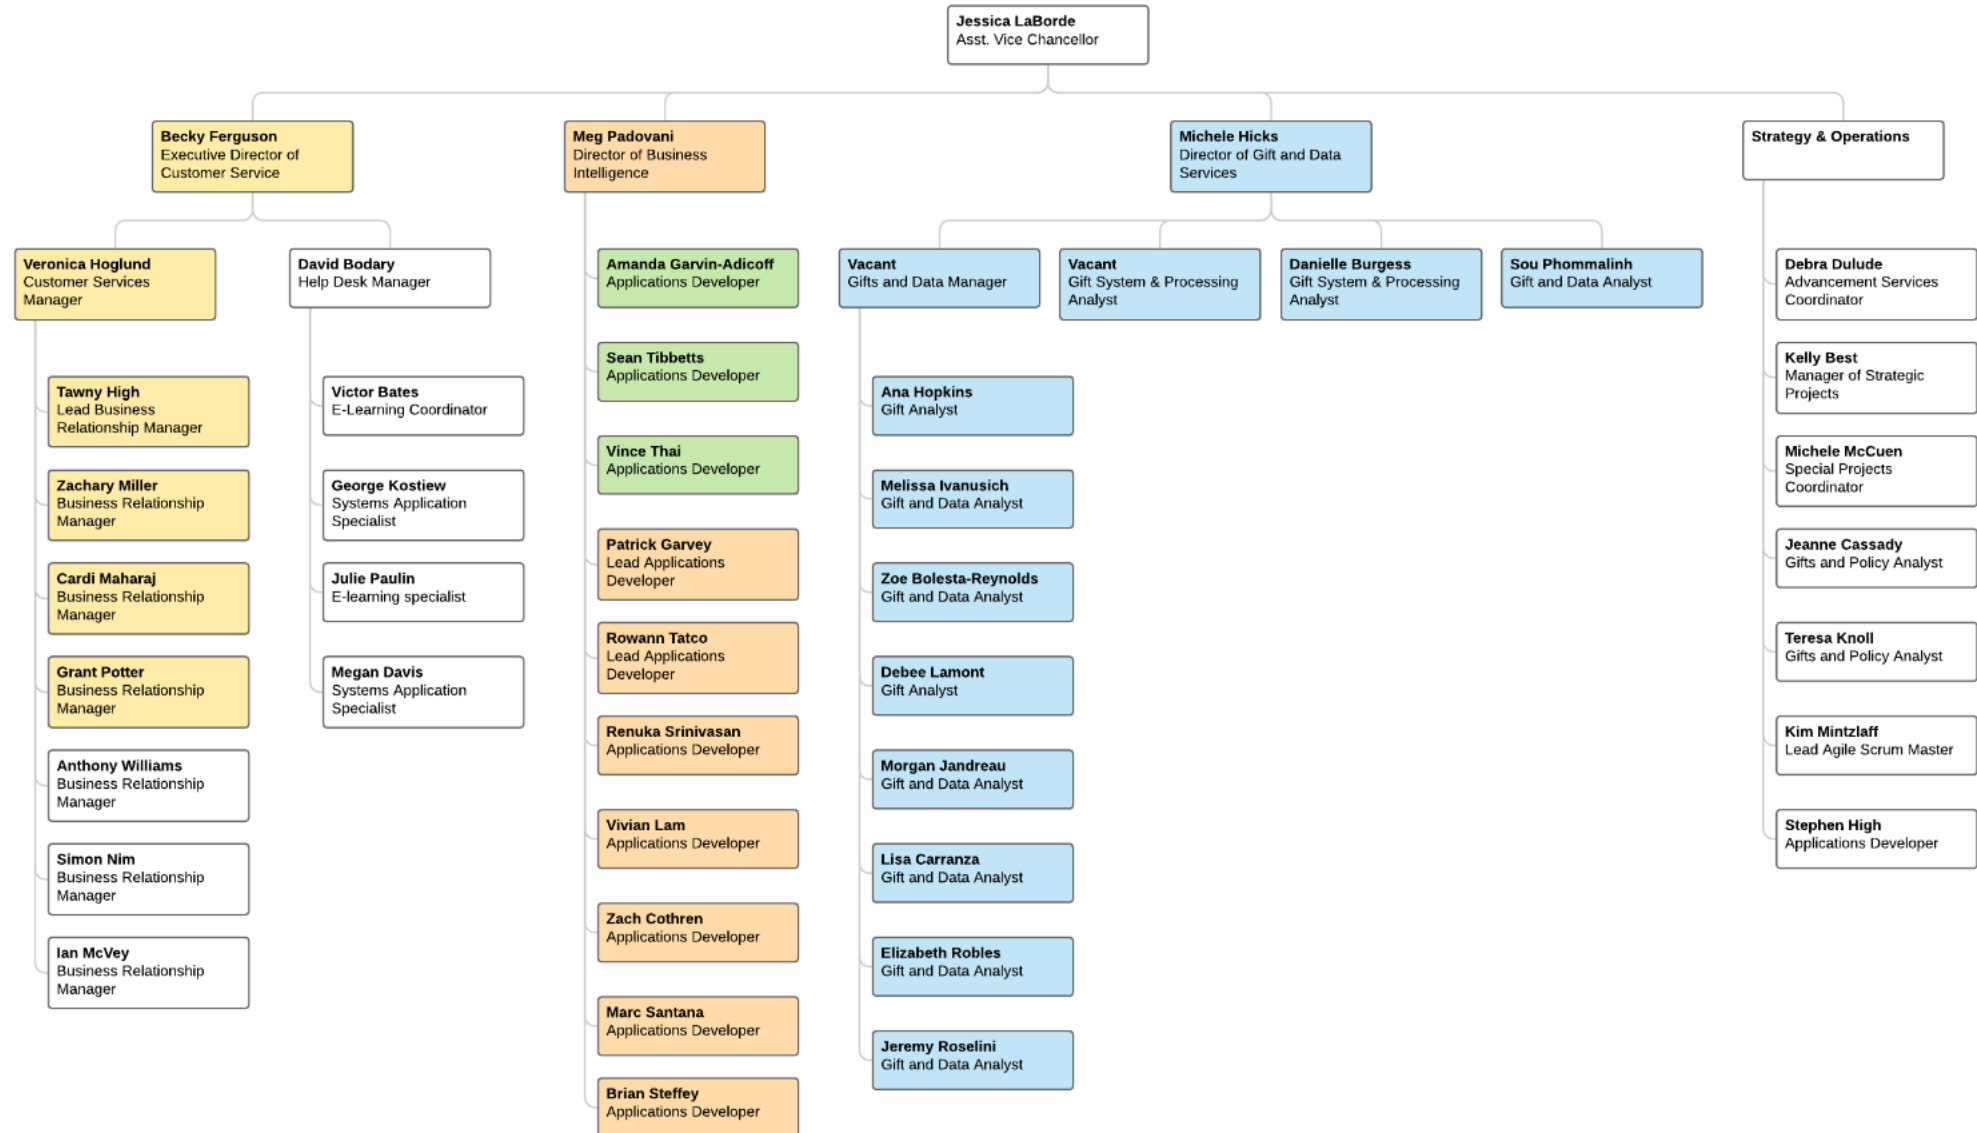 Jessica LaBorde
Asst. Vice Chancellor
Becky Ferguson
Executive Director of
Customer Service
Meg Padovani
Director of Business
Intelligence
Michele Hicks
Director of Gift and Data
Services
Strategy & Operations
Veronica Hoglund
Customer Services
Manager
David Bodary
Help Desk Manager
Amanda Garvin-Adicoff
Applications Developer
Vacant
Gifts and Data Manager
Vacant
Gift System & Processing
Analyst
Danielle Burgess
Gift System & Processing
Analyst
Sou Phommalinh
Gift and Data Analyst
Debra Dulude
Advancement Services
Coordinator
Tawny High
Lead Business
Relationship Manager
Zachary Miller
Business Relationship
Manager
Cardi Maharaj
Business Relationship
Manager
Grant Potter
Business Relationship
Manager
Anthony Williams
Business Relationship
Manager
Simon Nim
Business Relationship
Manager
Ian McVey
Business Relationship
Manager
Victor Bates
E-Learning Coordinator
George Kostiew
Systems Application
Specialist
Julie Paulin
E-learning specialist
Megan Davis
Systems Application
Specialist
Sean Tibbetts
Applications Developer
Vince Thai
Applications Developer
Patrick Garvey
Lead Applications
Developer
Rowann Tatco
Lead Applications
Developer
Renuka Srinivasan
Applications Developer
Vivian Lam
Applications Developer
Zach Cothren
Applications Developer
Marc Santana
Applications Developer
Brian Steffey
Applications Developer
Ana Hopkins
Gift Analyst
Melissa Ivanusich
Gift and Data Analyst
Zoe Bolesta-Reynolds
Gift and Data Analyst
Debee Lamont
Gift Analyst
Morgan Jandreau
Gift and Data Analyst
Lisa Carranza
Gift and Data Analyst
Elizabeth Robles
Gift and Data Analyst
Jeremy Roselini
Gift and Data Analyst
Kelly Best
Manager of Strategic
Projects
Michele McCuen
Special Projects
Coordinator
Jeanne Cassady
Gifts and Policy Analyst
Teresa Knoll
Gifts and Policy Analyst
Kim Mintzlaff
Lead Agile Scrum Master
Stephen High
Applications Developer